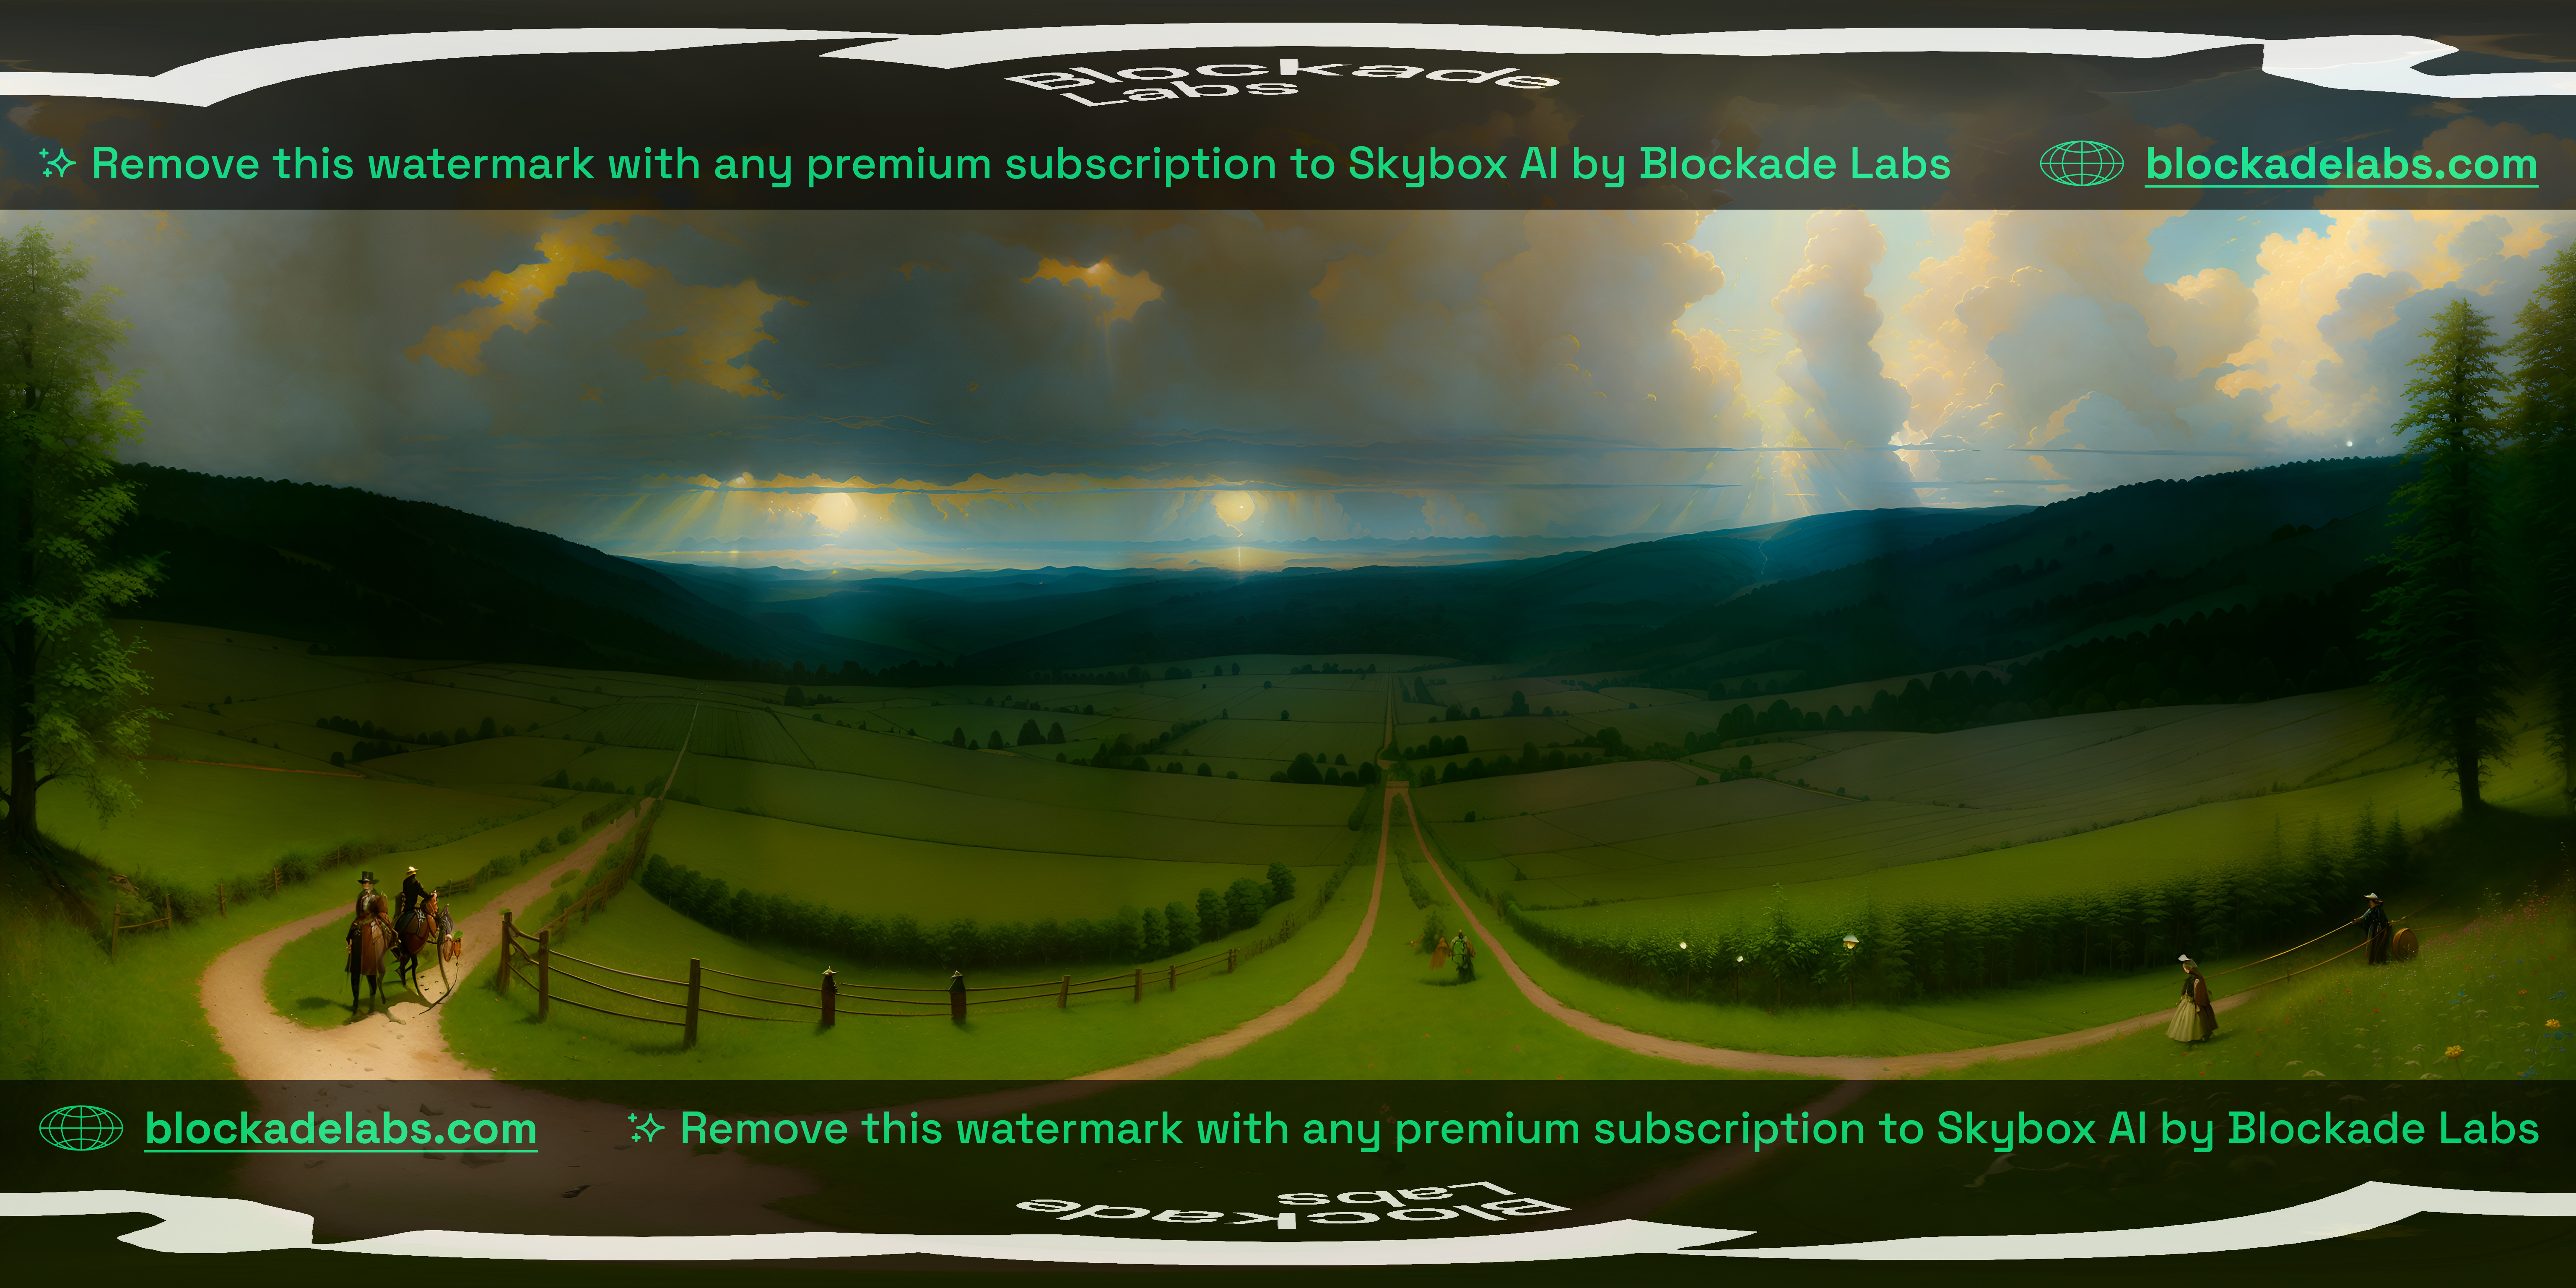 Blockade
Labs
Remove this watermark with any premium subscription to Skybox AI by Blockade Labs
blockadelabs.com
blockadelabs.com
Remove this watermark with any premium subscription to Skybox AI by Blockade Labs
Labs
Blockade